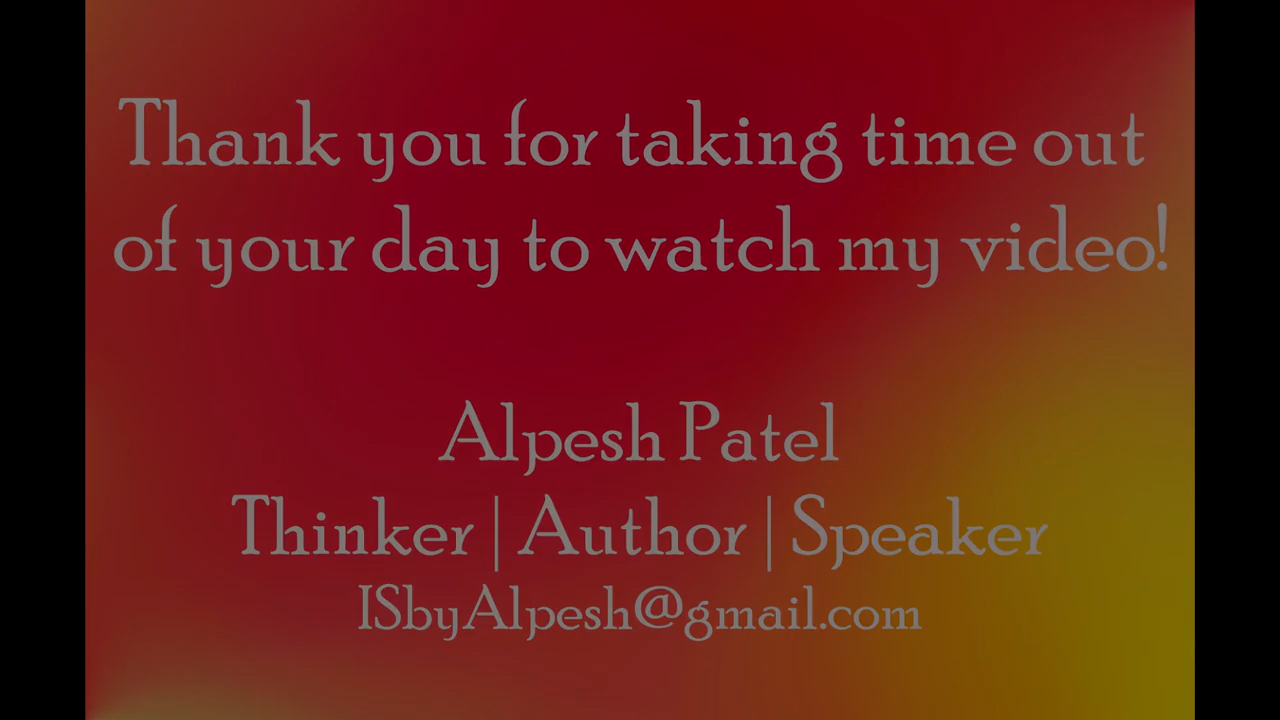 Thank you for taking time out
of your day to watch my video!
Alpesh Patel
Thinker | Author | Speaker
ISbyAlpesh@gmail.com